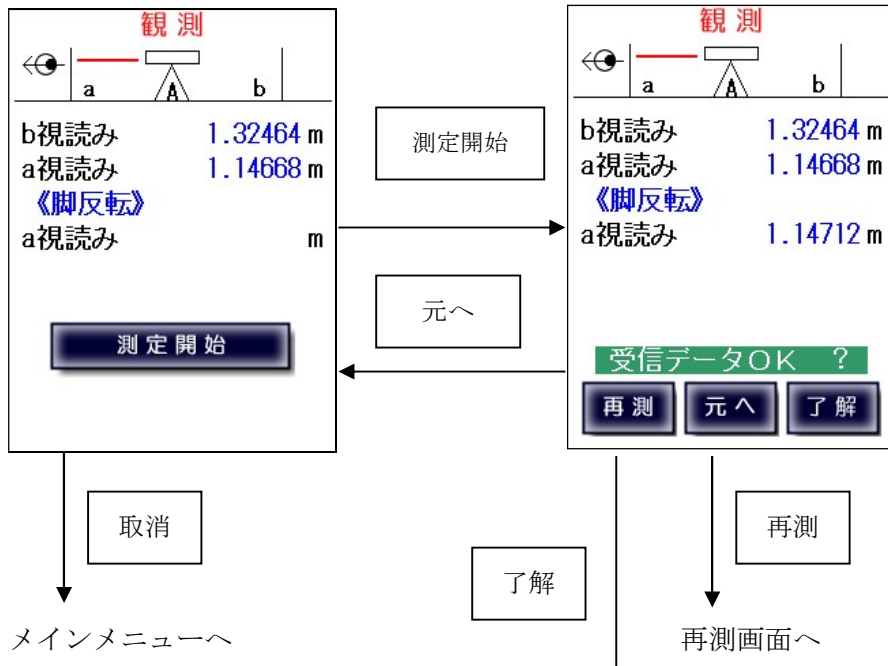 観測
a A b
b視読み 1.32464 m
a視読み 1.14668 m
《脚反転》
a視読み m
測定開始
測定開始
元へ
観測
a A b
b視読み 1.32464 m
a視読み 1.14668 m
《脚反転》
a視読み 1.14712 m
受信データOK ?
再測 元へ 了解
取消
メインメニューへ
了解
再測
再測画面へ